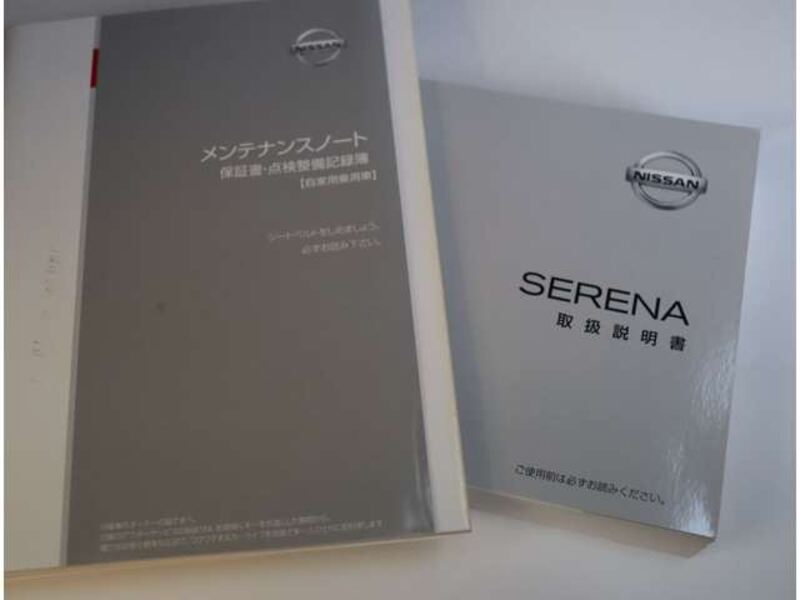 NISSAN
メンテナンスノート
保証書・点検整備記録簿
【自家用乗用車】
シートベルトをしめましょう。
必ずお読み下さい。
NISSAN
SERENA
取扱説明書
ご使用前は必ずお読みください。